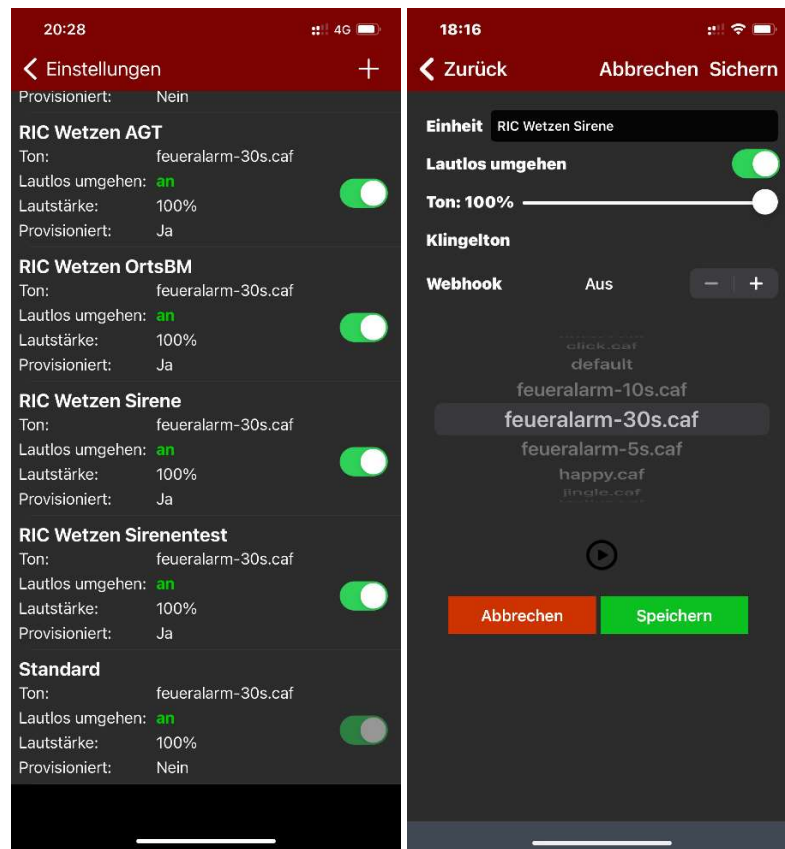 20:28
4G
Einstellungen
Provisioniert: Nein
RIC Wetzen AGT
Ton: feueralarm-30s.caf
Lautlos umgehen: an
Lautstärke: 100%
Provisioniert: Ja
RIC Wetzen OrtsBM
Ton: feueralarm-30s.caf
Lautlos umgehen: an
Lautstärke: 100%
Provisioniert: Ja
RIC Wetzen Sirene
Ton: feueralarm-30s.caf
Lautlos umgehen: an
Lautstärke: 100%
Provisioniert: Ja
RIC Wetzen Sirenentest
Ton: feueralarm-30s.caf
Lautlos umgehen: an
Lautstärke: 100%
Provisioniert: Ja
Standard
Ton: feueralarm-30s.caf
Lautlos umgehen: an
Lautstärke: 100%
Provisioniert: Nein
18:16
Zurück Abbrechen Sichern
Einheit RIC Wetzen Sirene
Lautlos umgehen
Ton: 100%
Klingelton
Webhook Aus − +
click.caf
default
feueralarm-10s.caf
feueralarm-30s.caf
feueralarm-5s.caf
happy.caf
jingle.caf
Abbrechen Speichern